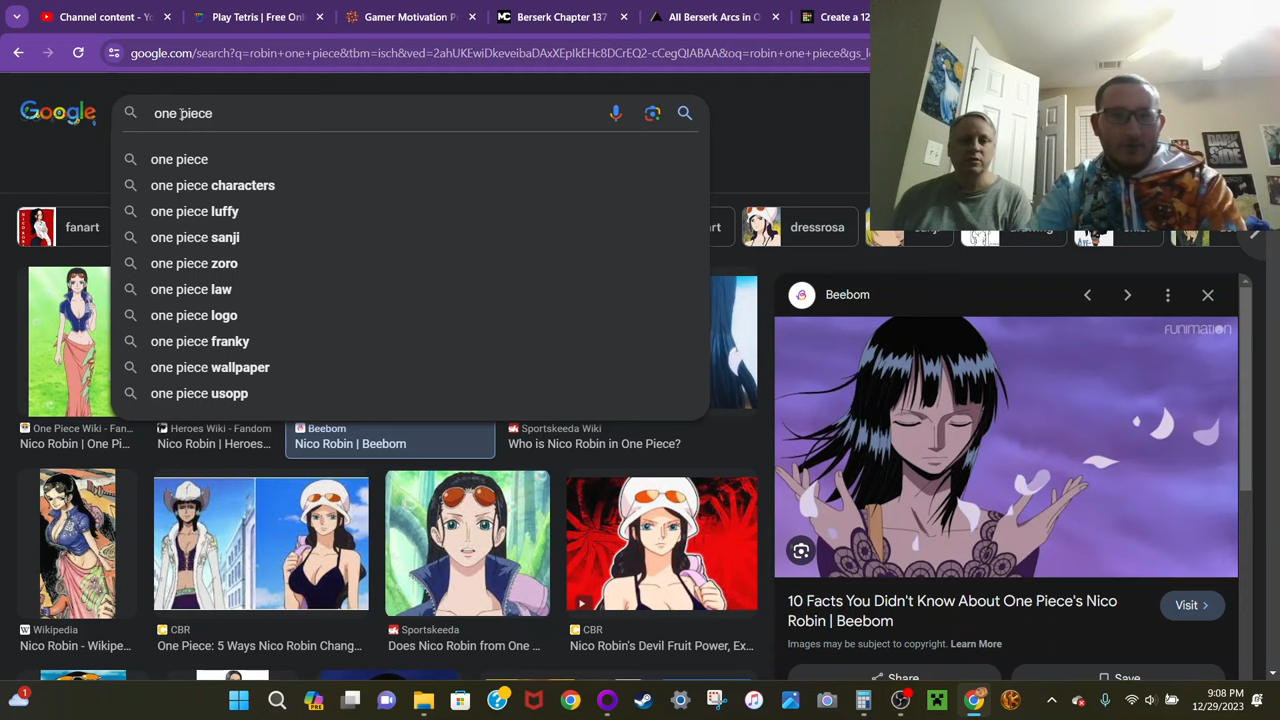 Channel content - Y
Play Tetris | Free Onl
Gamer Motivation P
Berserk Chapter 137
All Berserk Arcs in O
Create a 12
google.com/search?q=robin+one+piece&tbm=isch&ved=2ahUKEwiDkeveibaDAxXEpIkEHc8DCrEQ2-cCegQIABAA&oq=robin+one+piece&gs_l
Google
one piece
one piece
one piece characters
one piece luffy
one piece sanji
one piece zoro
one piece law
one piece logo
one piece franky
one piece wallpaper
one piece usopp
DARK
SIDE
fanart
dressrosa
Beebom
FUNIMATION
One Piece Wiki - Fan...
Nico Robin | One Pi...
Heroes Wiki - Fandom
Nico Robin | Heroes...
Beebom
Nico Robin | Beebom
Sportskeeda Wiki
Who is Nico Robin in One Piece?
Wikipedia
Nico Robin - Wikipe...
CBR
One Piece: 5 Ways Nico Robin Chang...
Sportskeeda
Does Nico Robin from One ...
CBR
Nico Robin's Devil Fruit Power, Ex...
10 Facts You Didn't Know About One Piece's Nico
Robin | Beebom
Visit
Images may be subject to copyright. Learn More
Share
Save
1
PRE
9:08 PM
12/29/2023